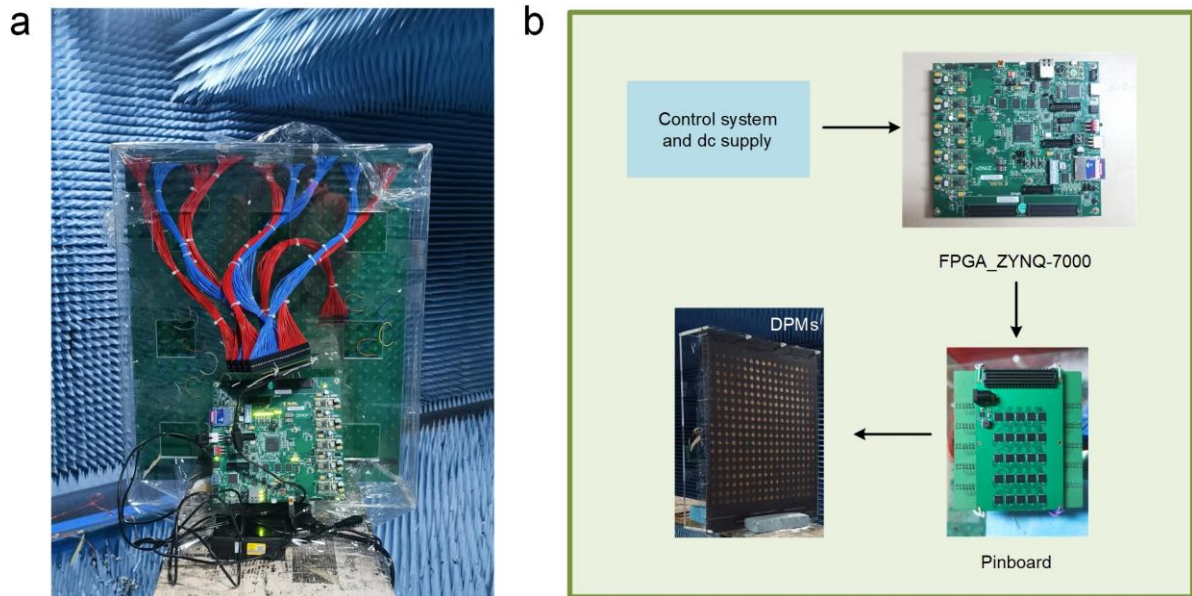 a
b
Control system
and dc supply
FPGA_ZYNQ-7000
DPMs
Pinboard